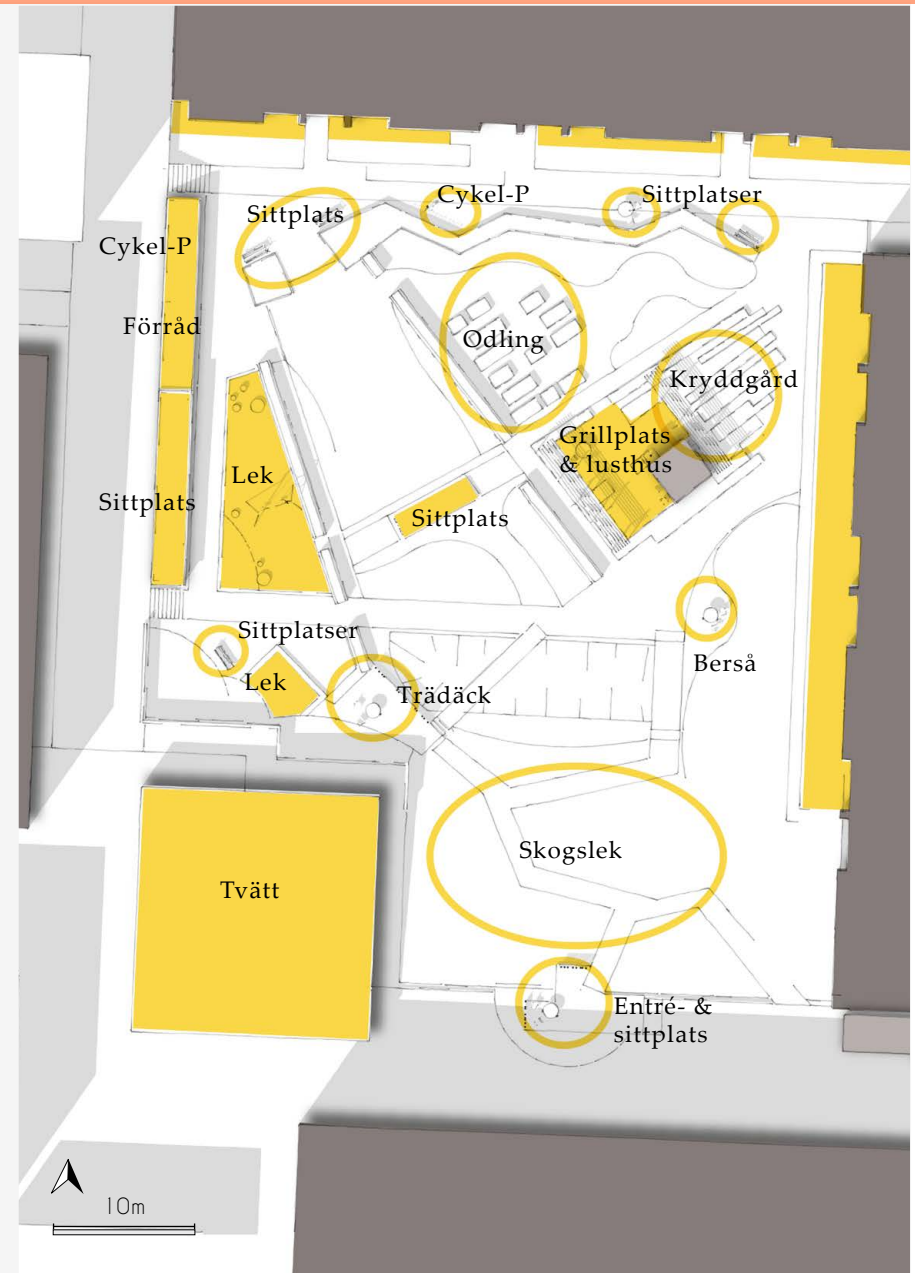 Cykel-P
Sittplatser
Sittplats
Cykel-P
Förråd
Odling
Kryddgård
Grillplats
& lusthus
Lek
Sittplats
Sittplats
Sittplatser
Berså
Lek
Trädäck
Skogslek
Tvätt
Entré- &
sittplats
10m